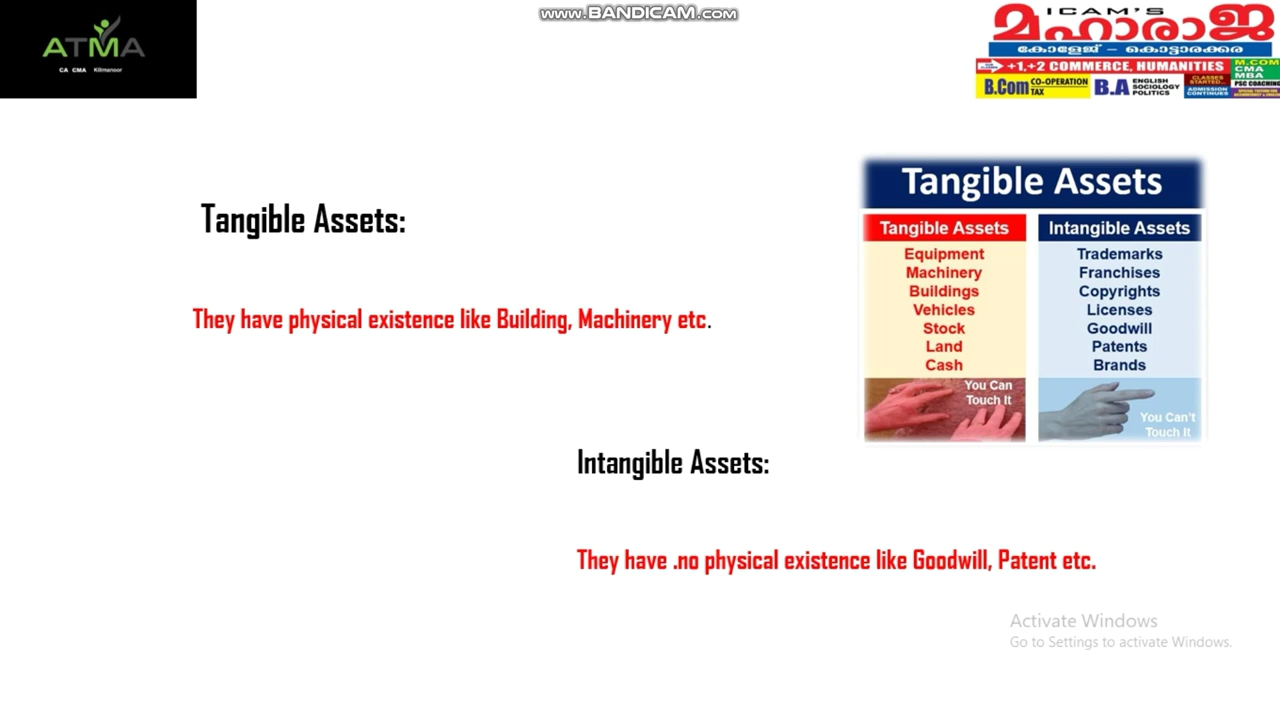 www.BANDICAM.com
ATMA
CA CMA Kilimanoor
ICAM'S
മഹാരാജ
കോളേജ് – കൊട്ടാരക്കര
+1,+2 COMMERCE, HUMANITIES
M.COM
CMA
MBA
PSC COACHING
B.Com CO-OPERATION
TAX
B.A ENGLISH
SOCIOLOGY
POLITICS
CLASSES
STARTED...
ADMISSION
CONTINUES
Tangible Assets
Tangible Assets
Equipment
Machinery
Buildings
Vehicles
Stock
Land
Cash
You Can
Touch It
Intangible Assets
Trademarks
Franchises
Copyrights
Licenses
Goodwill
Patents
Brands
You Can't
Touch It
Tangible Assets:
They have physical existence like Building, Machinery etc.
Intangible Assets:
They have .no physical existence like Goodwill, Patent etc.
Activate Windows
Go to Settings to activate Windows.